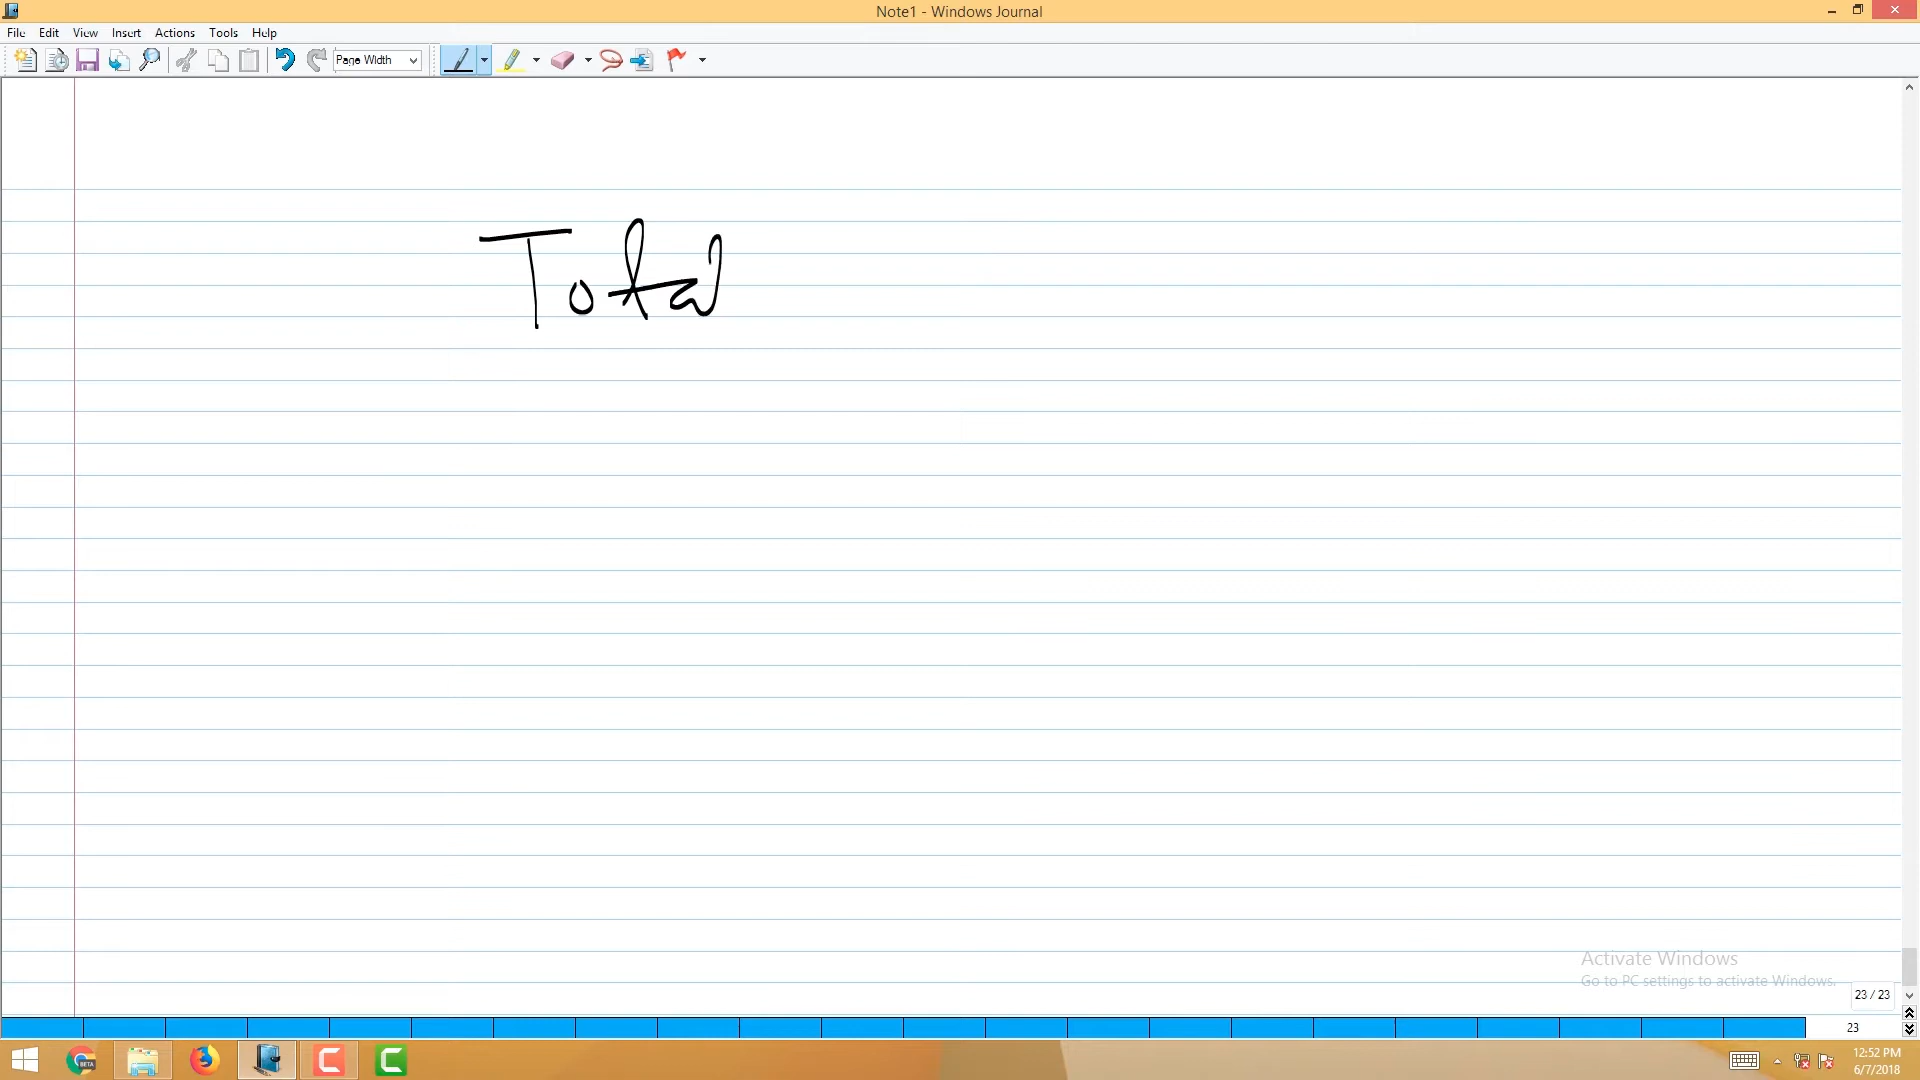 Note1 - Windows Journal
File Edit View Insert Actions Tools Help
Page Width
Total
Activate Windows
Go to PC settings to activate Windows.
23 / 23
23
BETA
12:52 PM
6/7/2018